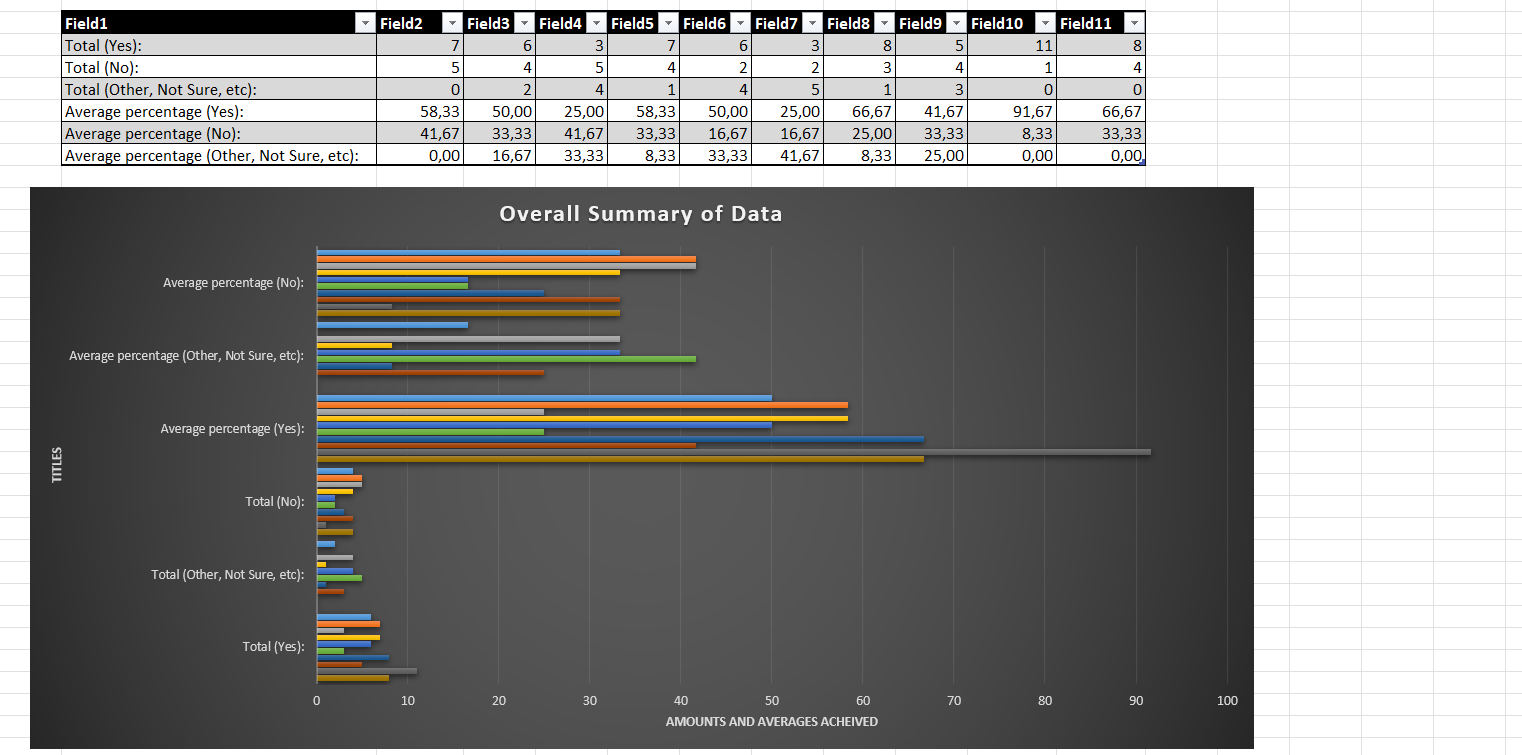 Field1 Field2 Field3 Field4 Field5 Field6 Field7 Field8 Field9 Field10 Field11
Total (Yes): 7 6 3 7 6 3 8 5 11 8
Total (No): 5 4 5 4 2 2 3 4 1 4
Total (Other, Not Sure, etc): 0 2 4 1 4 5 1 3 0 0
Average percentage (Yes): 58,33 50,00 25,00 58,33 50,00 25,00 66,67 41,67 91,67 66,67
Average percentage (No): 41,67 33,33 41,67 33,33 16,67 16,67 25,00 33,33 8,33 33,33
Average percentage (Other, Not Sure, etc): 0,00 16,67 33,33 8,33 33,33 41,67 8,33 25,00 0,00 0,00
Overall Summary of Data
Average percentage (No):
Average percentage (Other, Not Sure, etc):
Average percentage (Yes):
TITLES
Total (No):
Total (Other, Not Sure, etc):
Total (Yes):
0 10 20 30 40 50 60 70 80 90 100
AMOUNTS AND AVERAGES ACHEIVED